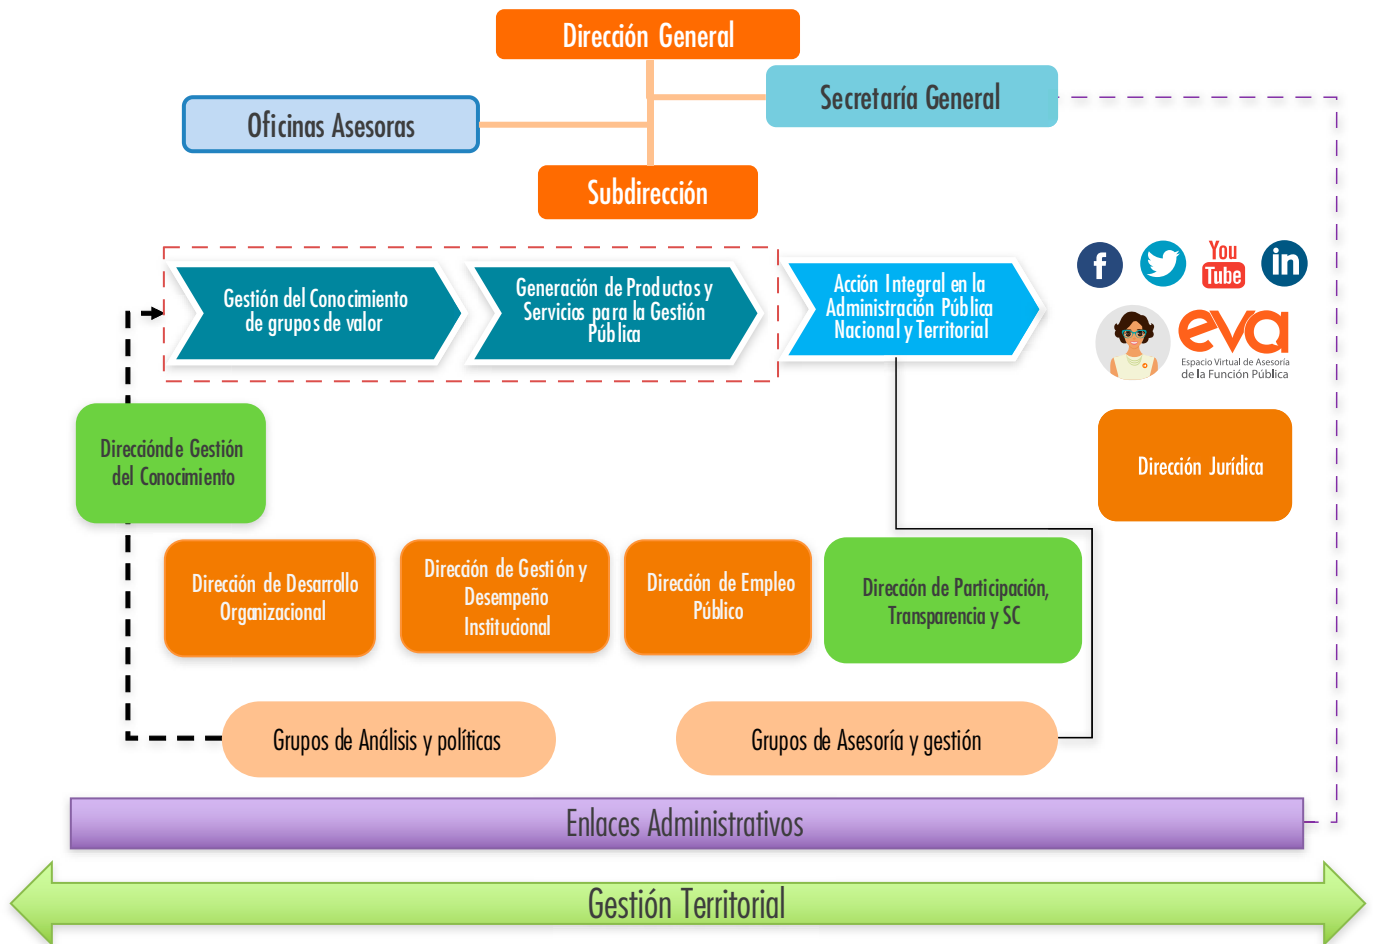 Dirección General
Secretaría General
Oficinas Asesoras
Subdirección
Gestión del Conocimiento
de grupos de valor
Generación de Productos y
Servicios para la Gestión
Pública
Acción Integral en la
Administración Pública
Nacional y Territorial
f
You
Tube
in
eva
Espacio Virtual de Asesoría
de la Función Pública
Direcciónde Gestión
del Conocimiento
Dirección Jurídica
Dirección de Desarrollo
Organizacional
Dirección de Gestión y
Desempeño
Institucional
Dirección de Empleo
Público
Dirección de Participación,
Transparencia y SC
Grupos de Análisis y políticas
Grupos de Asesoría y gestión
Enlaces Administrativos
Gestión Territorial